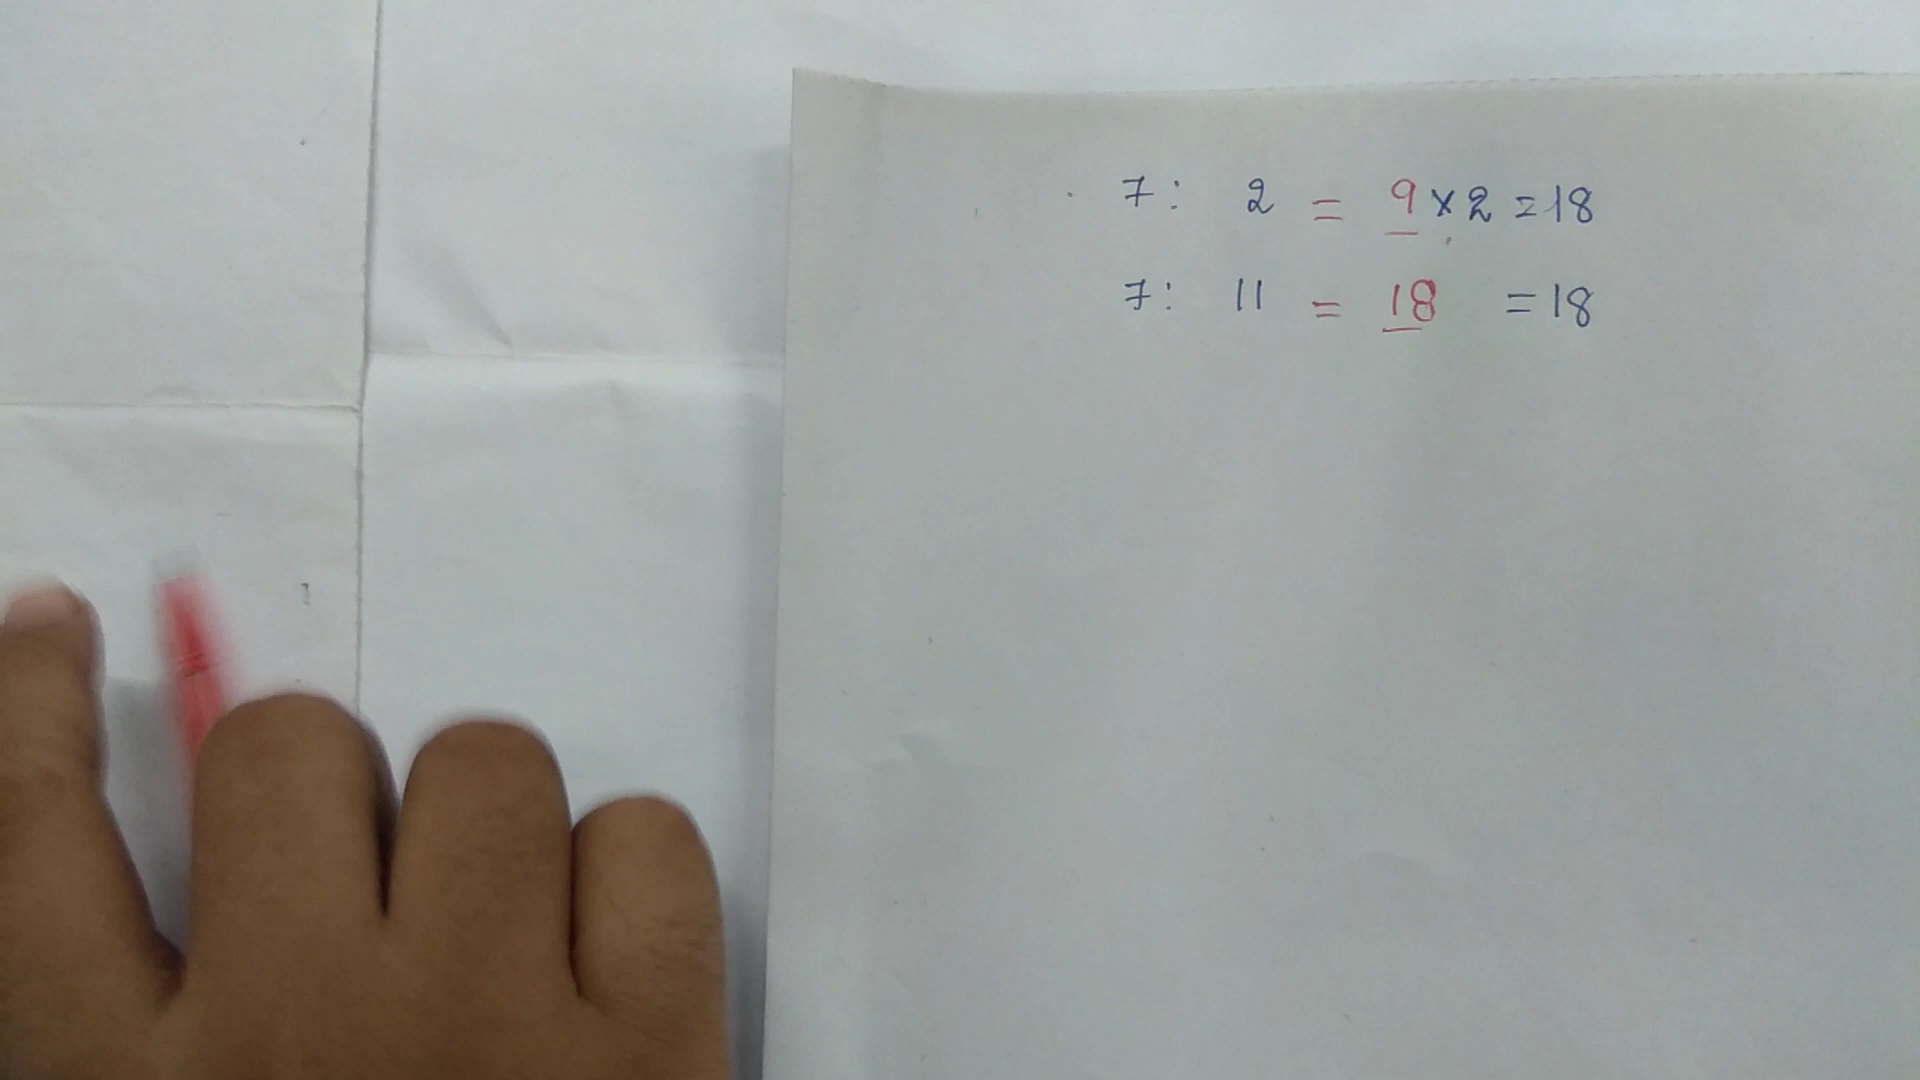 7: 2 = 9 x 2 = 18
7: 11 = 18 = 18